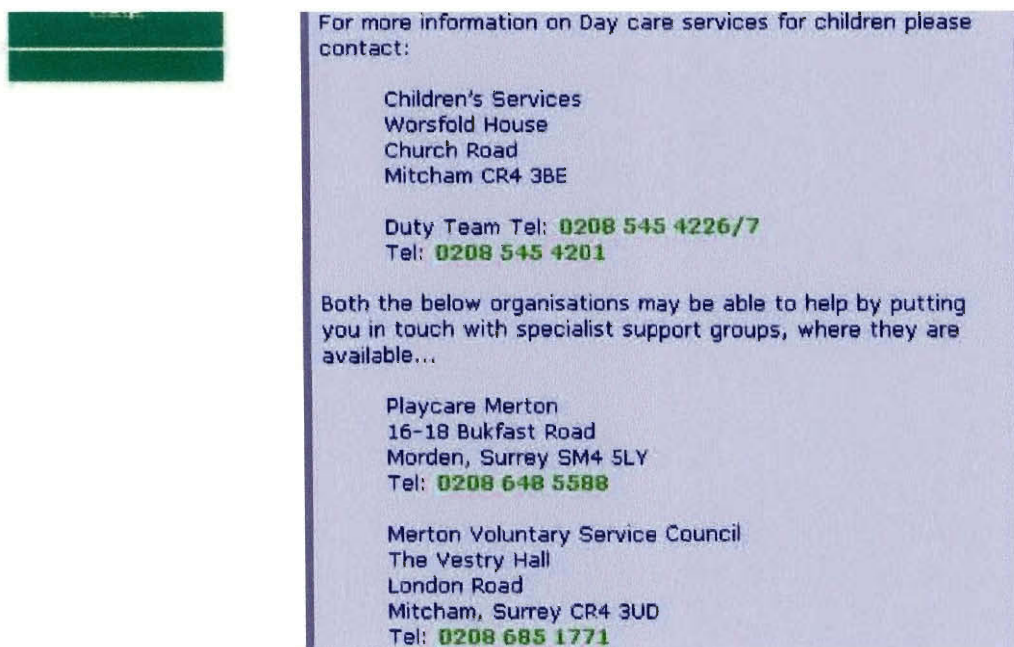 For more information on Day care services for children please
contact:
Children's Services
Worsfold House
Church Road
Mitcham CR4 3BE
Duty Team Tel: 0208 545 4226/7
Tel: 0208 545 4201
Both the below organisations may be able to help by putting
you in touch with specialist support groups, where they are
available...
Playcare Merton
16-18 Bukfast Road
Morden, Surrey SM4 5LY
Tel: 0208 648 5588
Merton Voluntary Service Council
The Vestry Hall
London Road
Mitcham, Surrey CR4 3UD
Tel: 0208 685 1771